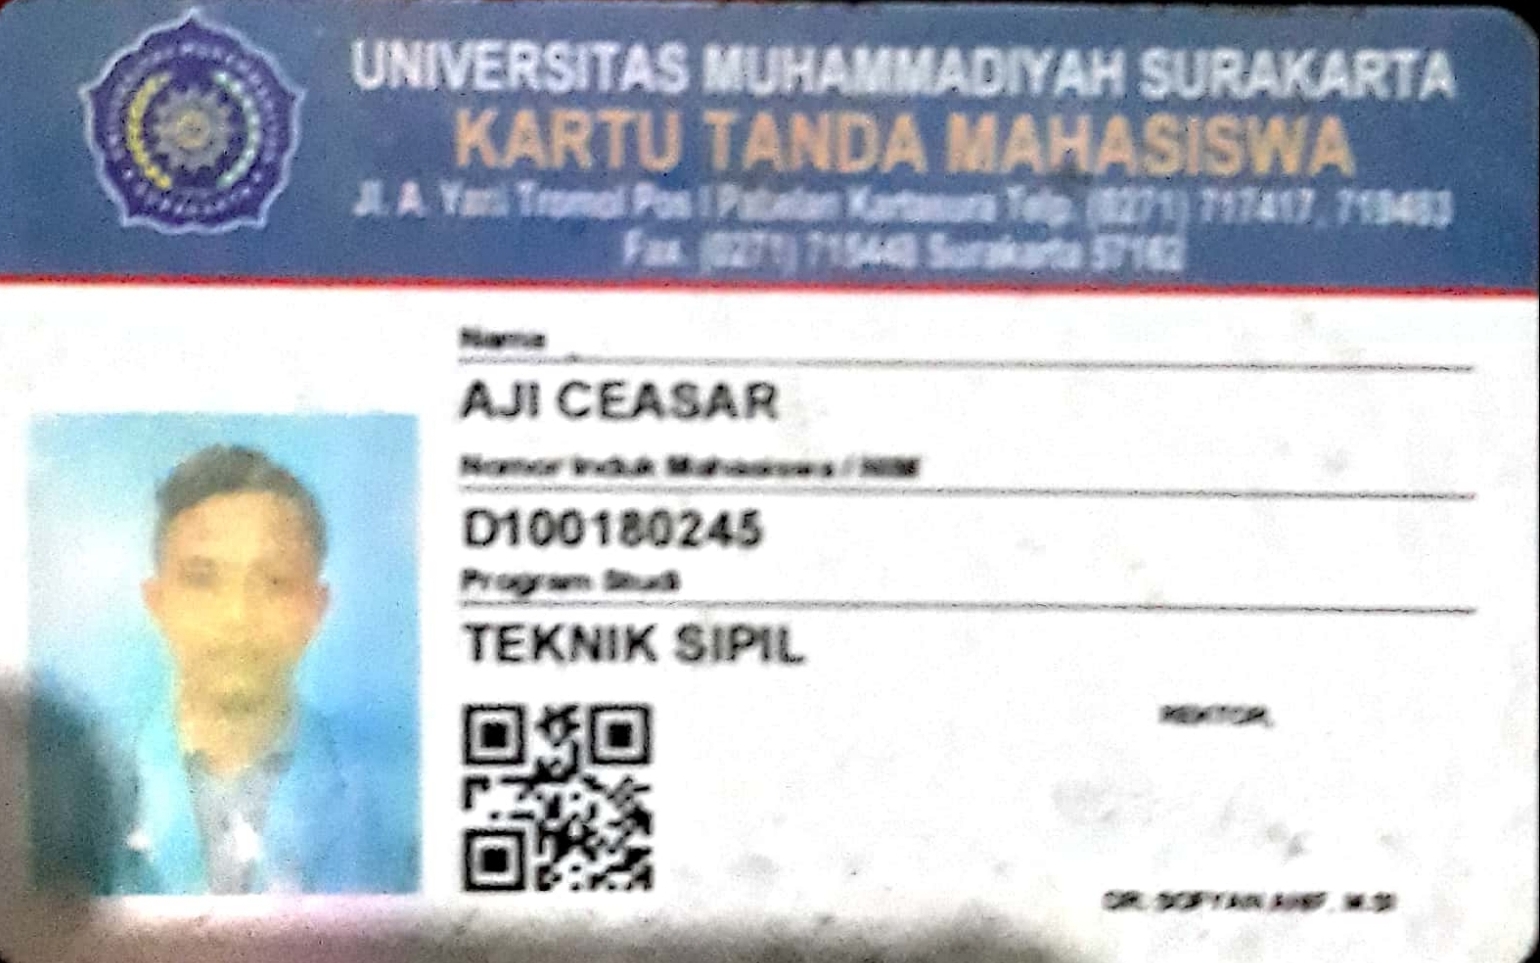 UNIVERSITAS MUHAMMADIYAH SURAKARTA
KARTU TANDA MAHASISWA
Jl. A. Yani Tromol Pos I Pabelan Kartasura Telp. (0271) 717417, 719483
Fax. (0271) 715448 Surakarta 57162
Nama
AJI CEASAR
Nomor Induk Mahasiswa / NIM
D100180245
Program Studi
TEKNIK SIPIL
REKTOR,
DR. SOFYAN ANIF, M.SI